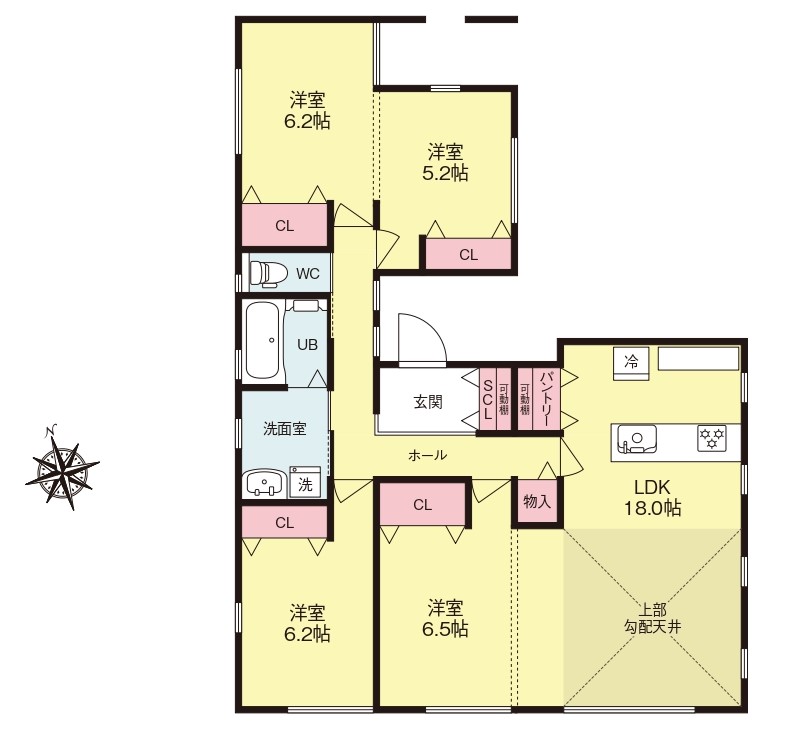 洋室
6.2帖
洋室
5.2帖
CL
CL
WC
UB
冷
玄関
SCL
可動棚
可動棚
パントリー
洗面室
ホール
N
洗
CL
物入
LDK
18.0帖
CL
洋室
6.2帖
洋室
6.5帖
上部
勾配天井